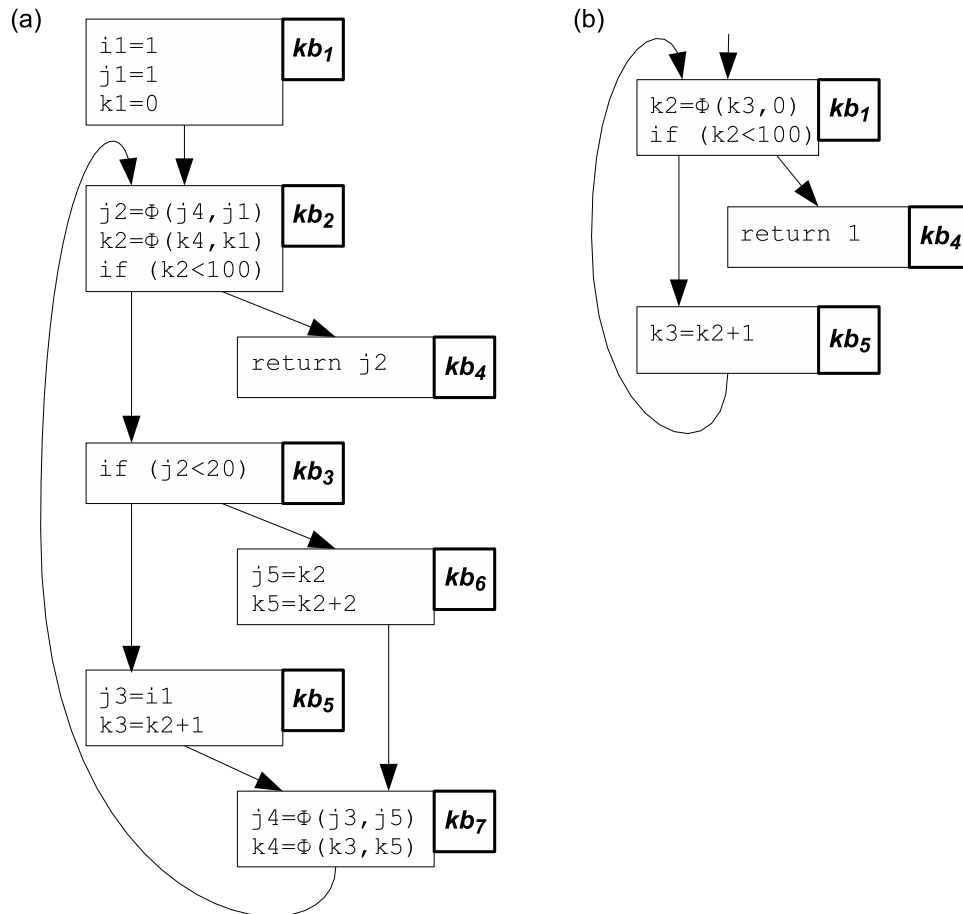 (a)
i1=1
j1=1
k1=0
kb1
j2=Φ(j4,j1)
k2=Φ(k4,k1)
if (k2<100)
kb2
return j2
kb4
if (j2<20)
kb3
j5=k2
k5=k2+2
kb6
j3=i1
k3=k2+1
kb5
j4=Φ(j3,j5)
k4=Φ(k3,k5)
kb7
(b)
k2=Φ(k3,0)
if (k2<100)
kb1
return 1
kb4
k3=k2+1
kb5